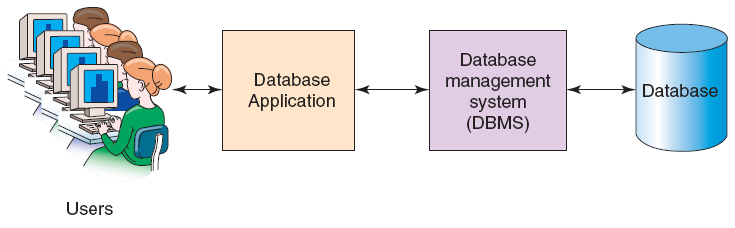 Database
Application
Database
management
system
(DBMS)
Database
Users